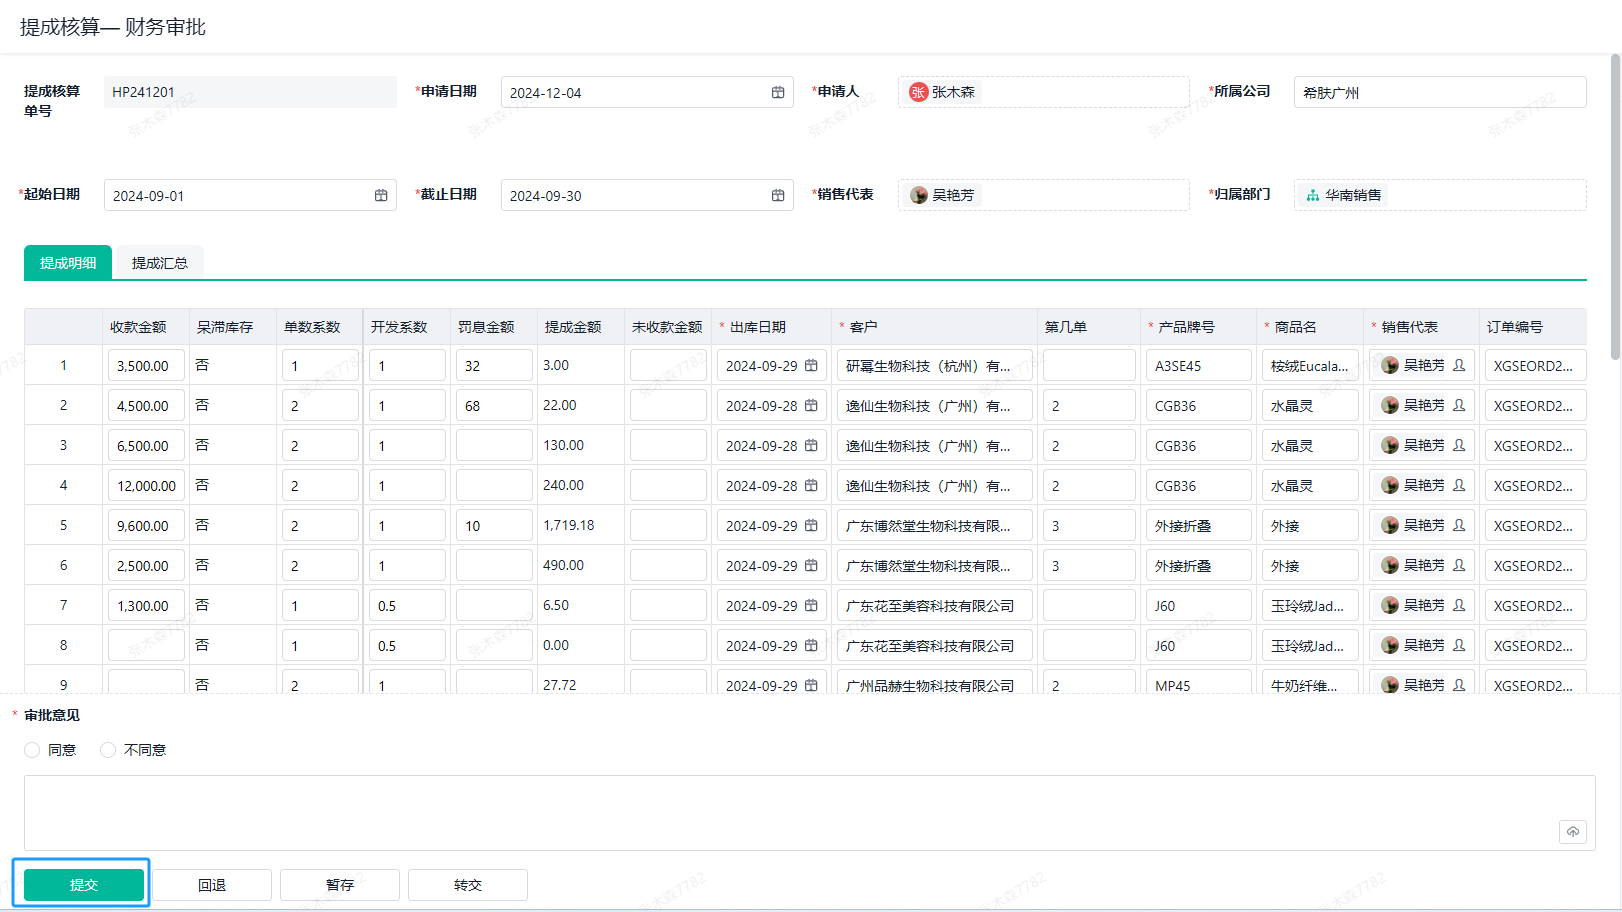 提成核算— 财务审批
提成核算单号 HP241201 *申请日期 2024-12-04 *申请人 张 张木森 *所属公司 希肤广州
*起始日期 2024-09-01 *截止日期 2024-09-30 *销售代表 吴艳芳 *归属部门 华南销售
提成明细 提成汇总
收款金额 呆滞库存 单数系数 开发系数 罚息金额 提成金额 未收款金额 * 出库日期 * 客户 第几单 * 产品牌号 * 商品名 * 销售代表 订单编号
1 3,500.00 否 1 1 32 3.00 2024-09-29 研幂生物科技（杭州）有... A3SE45 桉绒Eucala... 吴艳芳 XGSEORD2...
2 4,500.00 否 2 1 68 22.00 2024-09-28 逸仙生物科技（广州）有... 2 CGB36 水晶灵 吴艳芳 XGSEORD2...
3 6,500.00 否 2 1 130.00 2024-09-28 逸仙生物科技（广州）有... 2 CGB36 水晶灵 吴艳芳 XGSEORD2...
4 12,000.00 否 2 1 240.00 2024-09-28 逸仙生物科技（广州）有... 2 CGB36 水晶灵 吴艳芳 XGSEORD2...
5 9,600.00 否 2 1 10 1,719.18 2024-09-29 广东博然堂生物科技有限... 3 外接折叠 外接 吴艳芳 XGSEORD2...
6 2,500.00 否 2 1 490.00 2024-09-29 广东博然堂生物科技有限... 3 外接折叠 外接 吴艳芳 XGSEORD2...
7 1,300.00 否 1 0.5 6.50 2024-09-29 广东花至美容科技有限公司 J60 玉玲绒Jad... 吴艳芳 XGSEORD2...
8 否 1 0.5 0.00 2024-09-29 广东花至美容科技有限公司 J60 玉玲绒Jad... 吴艳芳 XGSEORD2...
9 否 2 1 27.72 2024-09-29 广州品赫生物科技有限公司 2 MP45 牛奶纤维... 吴艳芳 XGSEORD2...
* 审批意见
同意 不同意
提交 回退 暂存 转交
张木森7782